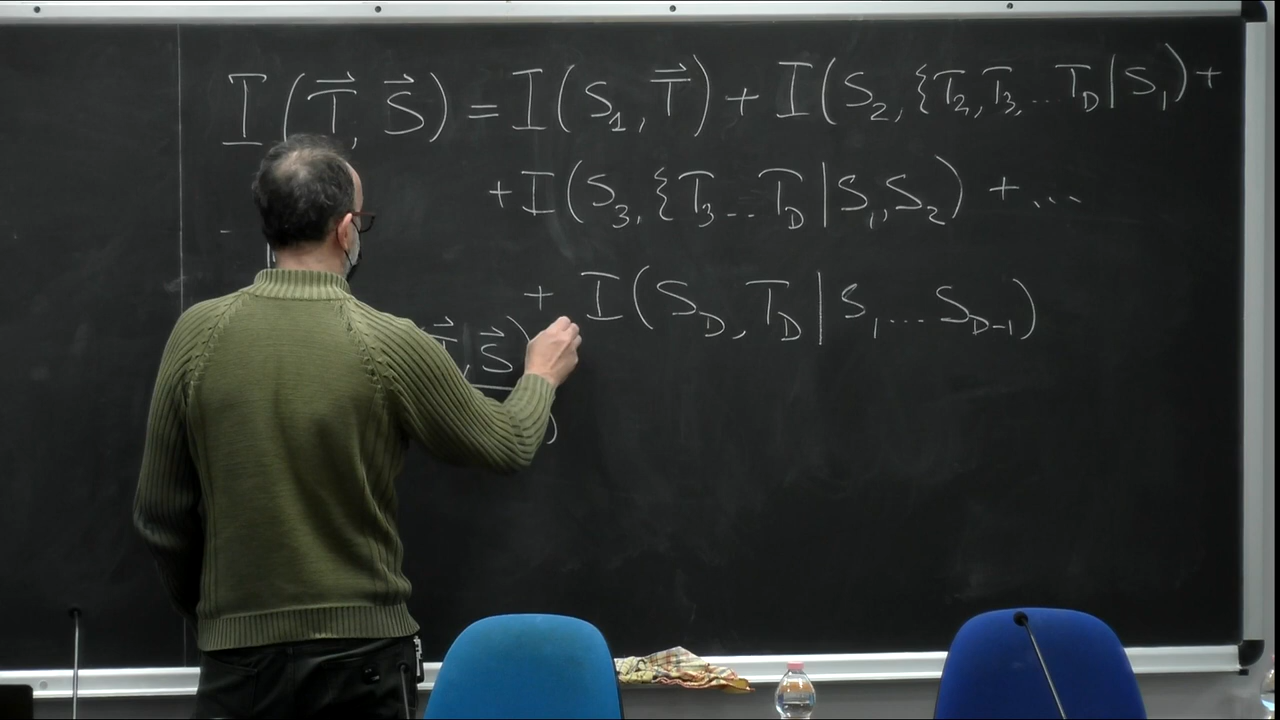 I(T⃗, S⃗) = I(S₁, T⃗) + I(S₂, {T₂, T₃, ... T_D | S₁) +
+ I(S₃, {T₃ ... T_D | S₁, S₂) + ...
+ I(S_D, T_D | S₁ ... S_{D-1})
, S⃗)